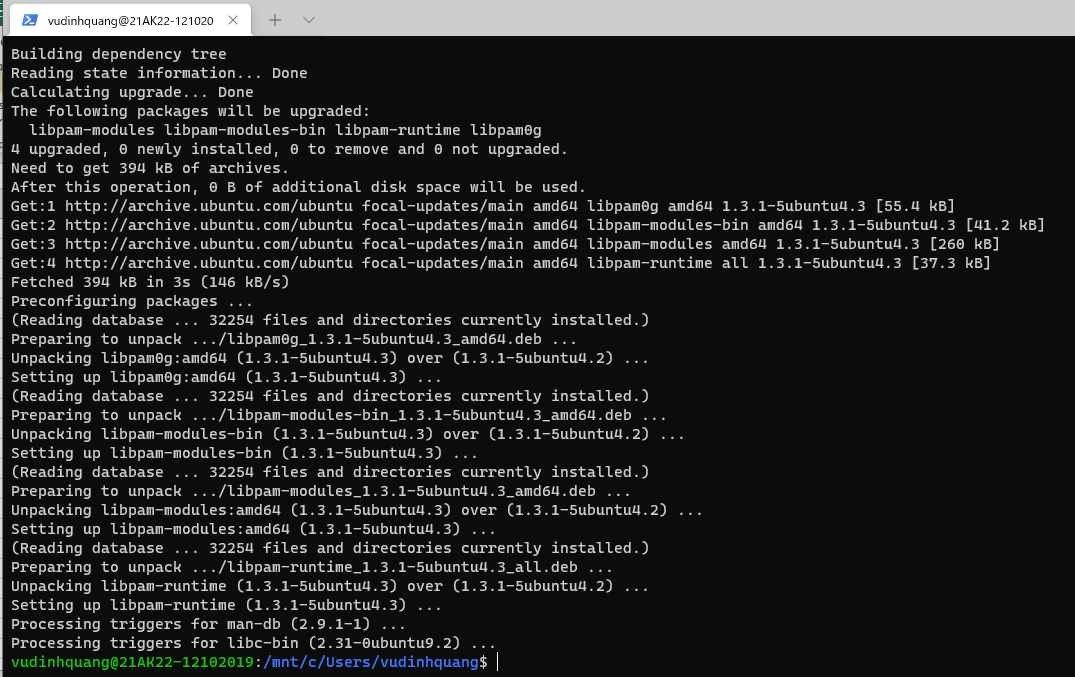 vudinhquang@21AK22-121020
Building dependency tree
Reading state information... Done
Calculating upgrade... Done
The following packages will be upgraded:
  libpam-modules libpam-modules-bin libpam-runtime libpam0g
4 upgraded, 0 newly installed, 0 to remove and 0 not upgraded.
Need to get 394 kB of archives.
After this operation, 0 B of additional disk space will be used.
Get:1 http://archive.ubuntu.com/ubuntu focal-updates/main amd64 libpam0g amd64 1.3.1-5ubuntu4.3 [55.4 kB]
Get:2 http://archive.ubuntu.com/ubuntu focal-updates/main amd64 libpam-modules-bin amd64 1.3.1-5ubuntu4.3 [41.2 kB]
Get:3 http://archive.ubuntu.com/ubuntu focal-updates/main amd64 libpam-modules amd64 1.3.1-5ubuntu4.3 [260 kB]
Get:4 http://archive.ubuntu.com/ubuntu focal-updates/main amd64 libpam-runtime all 1.3.1-5ubuntu4.3 [37.3 kB]
Fetched 394 kB in 3s (146 kB/s)
Preconfiguring packages ...
(Reading database ... 32254 files and directories currently installed.)
Preparing to unpack .../libpam0g_1.3.1-5ubuntu4.3_amd64.deb ...
Unpacking libpam0g:amd64 (1.3.1-5ubuntu4.3) over (1.3.1-5ubuntu4.2) ...
Setting up libpam0g:amd64 (1.3.1-5ubuntu4.3) ...
(Reading database ... 32254 files and directories currently installed.)
Preparing to unpack .../libpam-modules-bin_1.3.1-5ubuntu4.3_amd64.deb ...
Unpacking libpam-modules-bin (1.3.1-5ubuntu4.3) over (1.3.1-5ubuntu4.2) ...
Setting up libpam-modules-bin (1.3.1-5ubuntu4.3) ...
(Reading database ... 32254 files and directories currently installed.)
Preparing to unpack .../libpam-modules_1.3.1-5ubuntu4.3_amd64.deb ...
Unpacking libpam-modules:amd64 (1.3.1-5ubuntu4.3) over (1.3.1-5ubuntu4.2) ...
Setting up libpam-modules:amd64 (1.3.1-5ubuntu4.3) ...
(Reading database ... 32254 files and directories currently installed.)
Preparing to unpack .../libpam-runtime_1.3.1-5ubuntu4.3_all.deb ...
Unpacking libpam-runtime (1.3.1-5ubuntu4.3) over (1.3.1-5ubuntu4.2) ...
Setting up libpam-runtime (1.3.1-5ubuntu4.3) ...
Processing triggers for man-db (2.9.1-1) ...
Processing triggers for libc-bin (2.31-0ubuntu9.2) ...
vudinhquang@21AK22-12102019:/mnt/c/Users/vudinhquang$